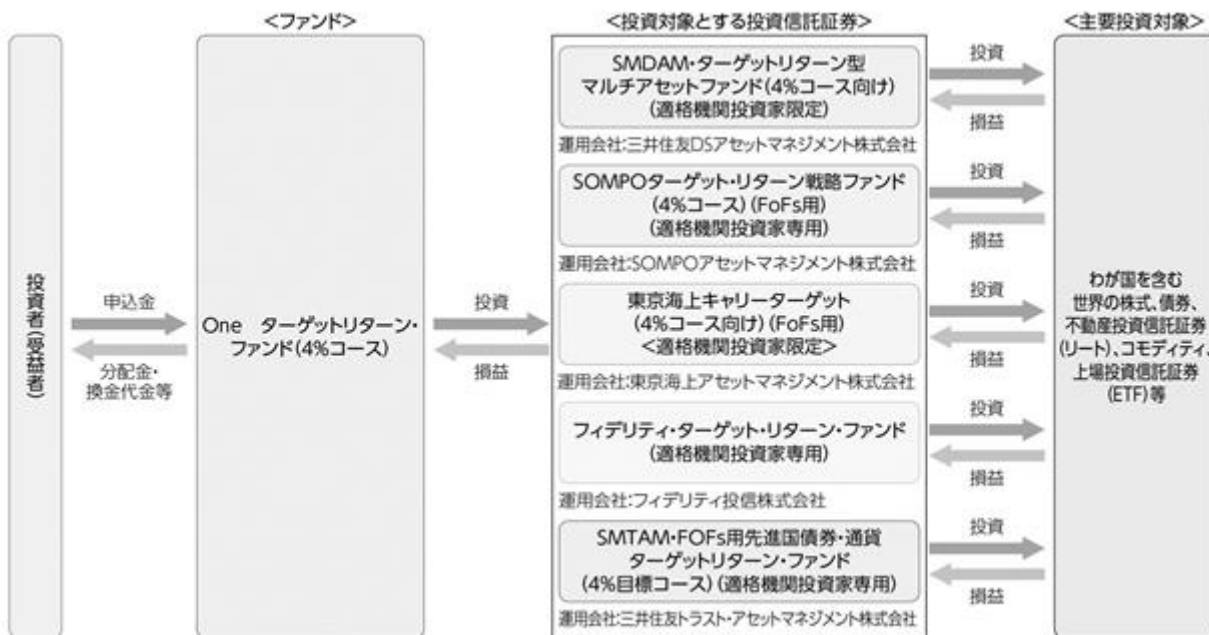 <ファンド>
<投資対象とする投資信託証券>
<主要投資対象>
投資者(受益者)
申込金
分配金・
換金代金等
One ターゲットリターン・
ファンド(4%コース)
投資
損益
SMDAM・ターゲットリターン型
マルチアセットファンド(4%コース向け)
(適格機関投資家限定)
運用会社:三井住友DSアセットマネジメント株式会社
投資
損益
SOMPOターゲット・リターン戦略ファンド
(4%コース)(FoFs用)
(適格機関投資家専用)
運用会社:SOMPOアセットマネジメント株式会社
投資
損益
東京海上キャリーターゲット
(4%コース向け)(FoFs用)
<適格機関投資家限定>
運用会社:東京海上アセットマネジメント株式会社
投資
損益
フィデリティ・ターゲット・リターン・ファンド
(適格機関投資家専用)
運用会社:フィデリティ投信株式会社
投資
損益
SMTAM・FOFs用先進国債券・通貨
ターゲットリターン・ファンド
(4%目標コース)(適格機関投資家専用)
運用会社:三井住友トラスト・アセットマネジメント株式会社
投資
損益
わが国を含む
世界の株式、債券、
不動産投資信託証券
(リート)、コモディティ、
上場投資信託証券
(ETF)等